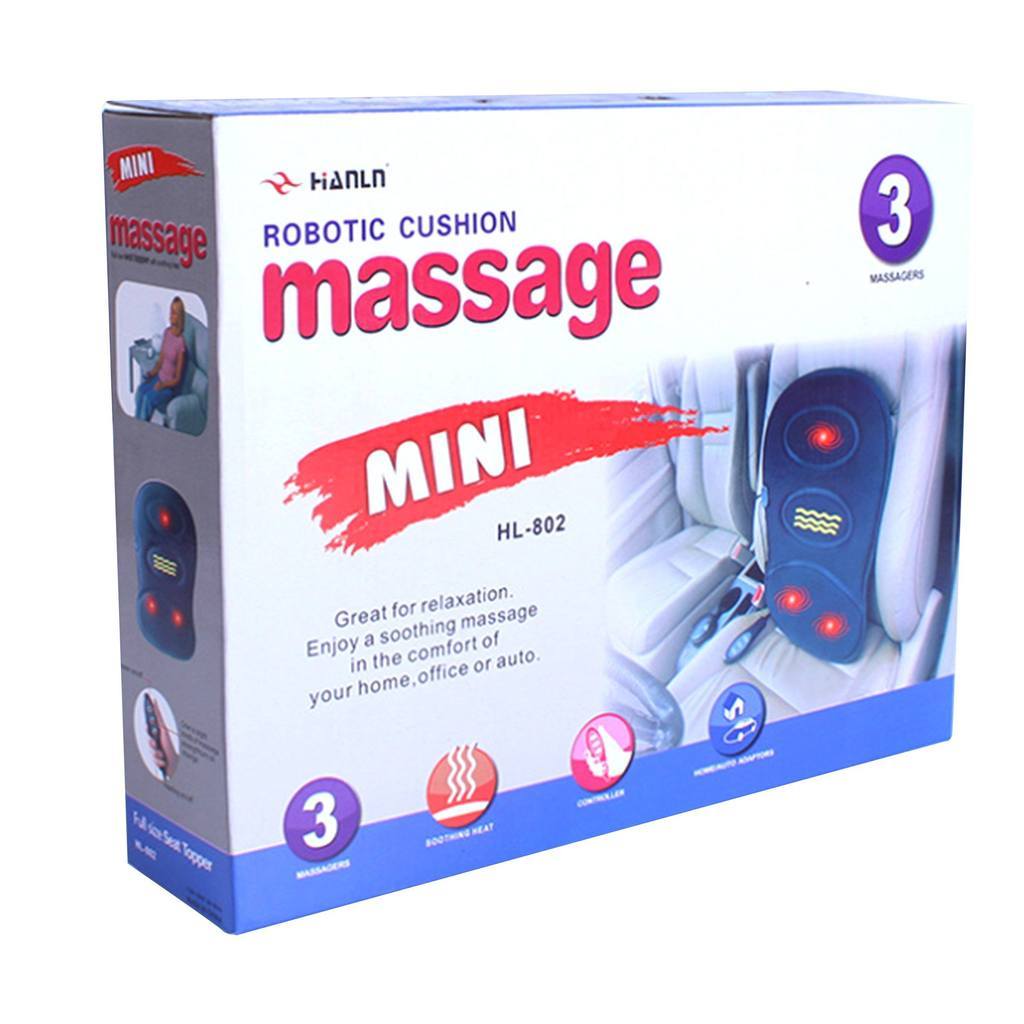 HANLN
ROBOTIC CUSHION
massage
MINI
HL-802
Great for relaxation.
Enjoy a soothing massage
in the comfort of
your home,office or auto.
3
MASSAGERS
3
MASSAGERS
SOOTHING HEAT
CONTROLLER
HOME/AUTO ADAPTORS
MINI
massage
Full size Seat Topper
HL-802